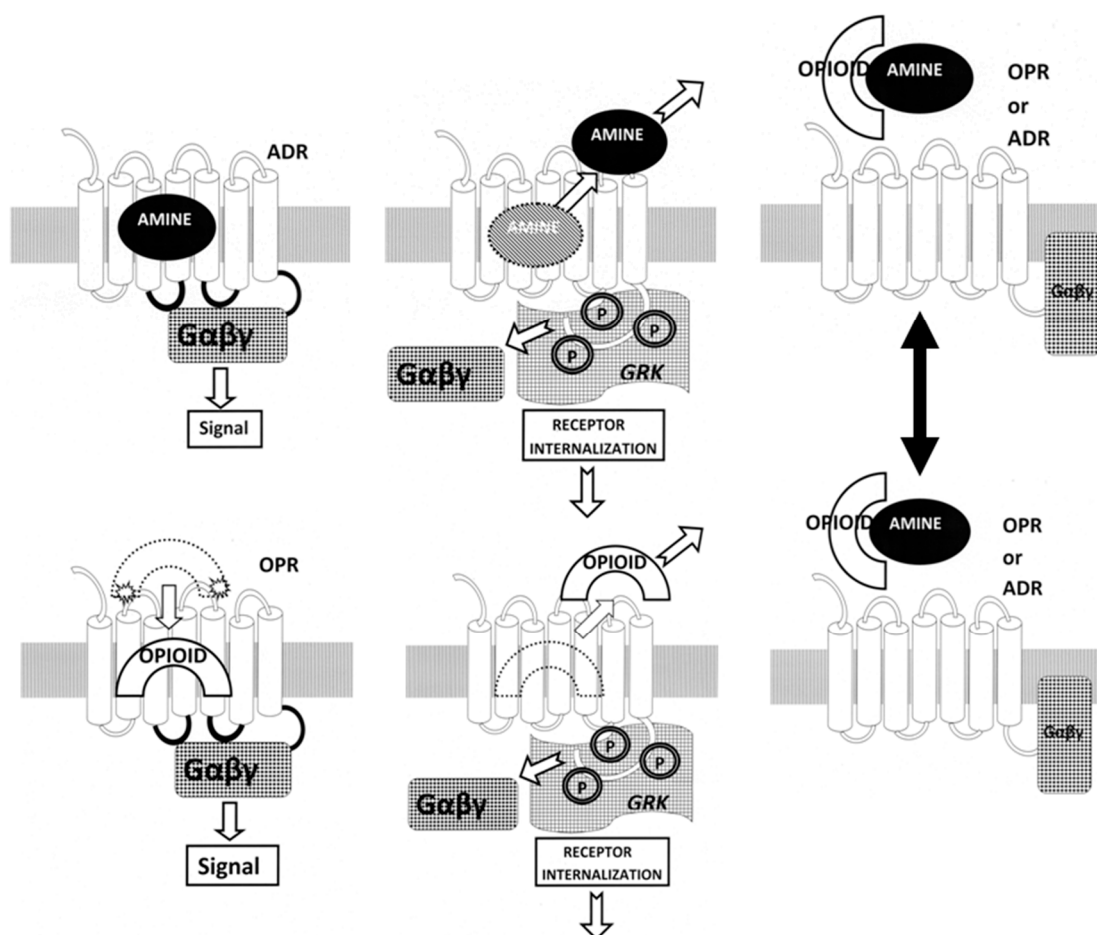 ADR
AMINE
Gαβγ
Signal
AMINE
AMINE
P
P
P
Gαβγ
GRK
RECEPTOR
INTERNALIZATION
OPIOID
AMINE
OPR
or
ADR
Gαβγ
OPR
OPIOID
Gαβγ
Signal
OPIOID
P
P
P
Gαβγ
GRK
RECEPTOR
INTERNALIZATION
OPIOID
AMINE
OPR
or
ADR
Gαβγ